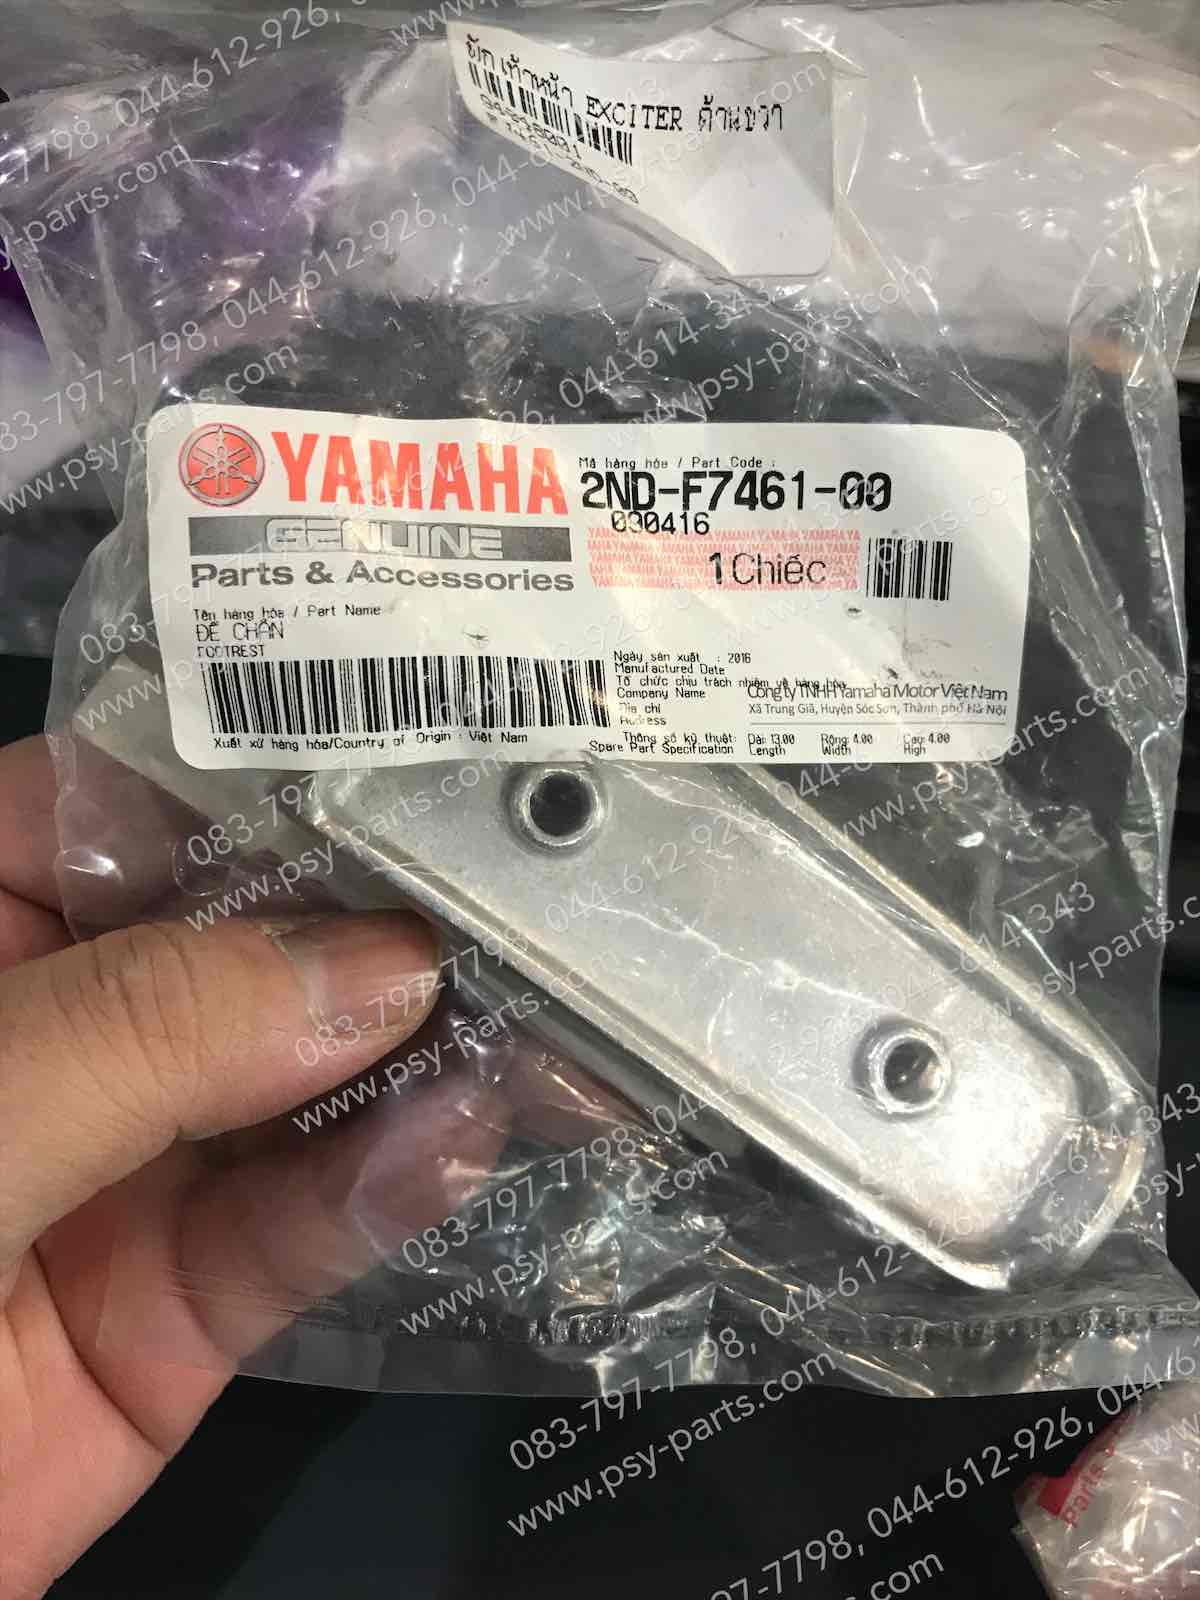 พักเท้าหน้า EXCITER ด้านขวา
YAMAHA
GENUINE
Parts & Accessories
Mã hàng hóa / Part Code :
2ND-F7461-00
090416
1 Chiếc
Tên hàng hóa / Part Name :
ĐẾ CHÂN
FOOTREST
Ngày sản xuất : 2016
Manufactured Date
Tổ chức chịu trách nhiệm về hàng hóa
Company Name
Công ty TNHH Yamaha Motor Việt Nam
Địa chỉ
Address
Xã Trung Giã, Huyện Sóc Sơn, Thành phố Hà Nội
Xuất xứ hàng hóa/Country of Origin : Việt Nam
Thông số kỹ thuật: Dài: 13.00 Rộng: 4.00 Cao: 4.00
Spare Part Specification Length Width High
083-797-7798, 044-612-926, 044-614-343
www.psy-parts.com